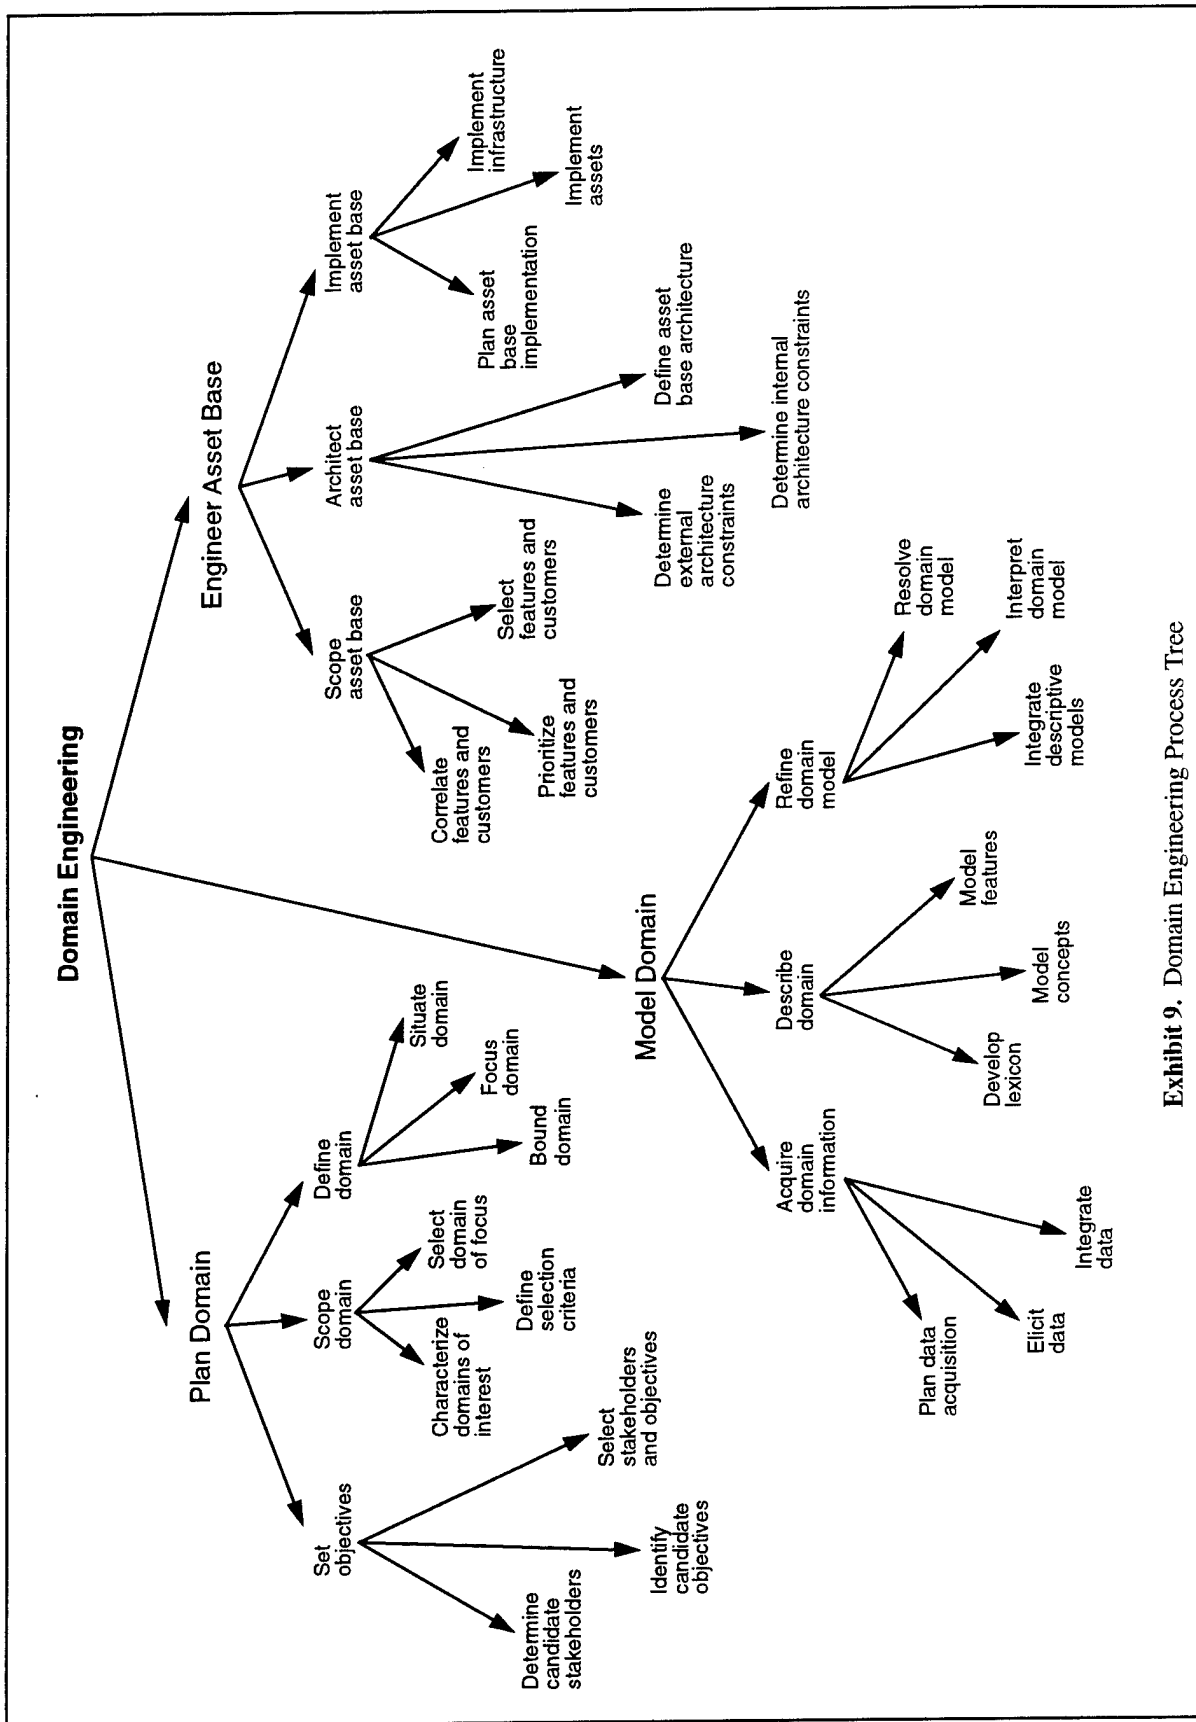 Domain Engineering
Plan Domain
Set
objectives
Determine
candidate
stakeholders
Identify
candidate
objectives
Select
stakeholders
and objectives
Scope
domain
Characterize
domains of
interest
Define
selection
criteria
Select
domain
of focus
Define
domain
Bound
domain
Focus
domain
Situate
domain
Model Domain
Acquire
domain
information
Plan data
acquisition
Elicit
data
Integrate
data
Describe
domain
Develop
lexicon
Model
concepts
Model
features
Refine
domain
model
Integrate
descriptive
models
Interpret
domain
model
Resolve
domain
model
Engineer Asset Base
Scope
asset base
Correlate
features and
customers
Prioritize
features and
customers
Select
features and
customers
Architect
asset base
Determine
external
architecture
constraints
Determine internal
architecture constraints
Define asset
base architecture
Implement
asset base
Plan asset
base
implementation
Implement
assets
Implement
infrastructure
Exhibit 9. Domain Engineering Process Tree